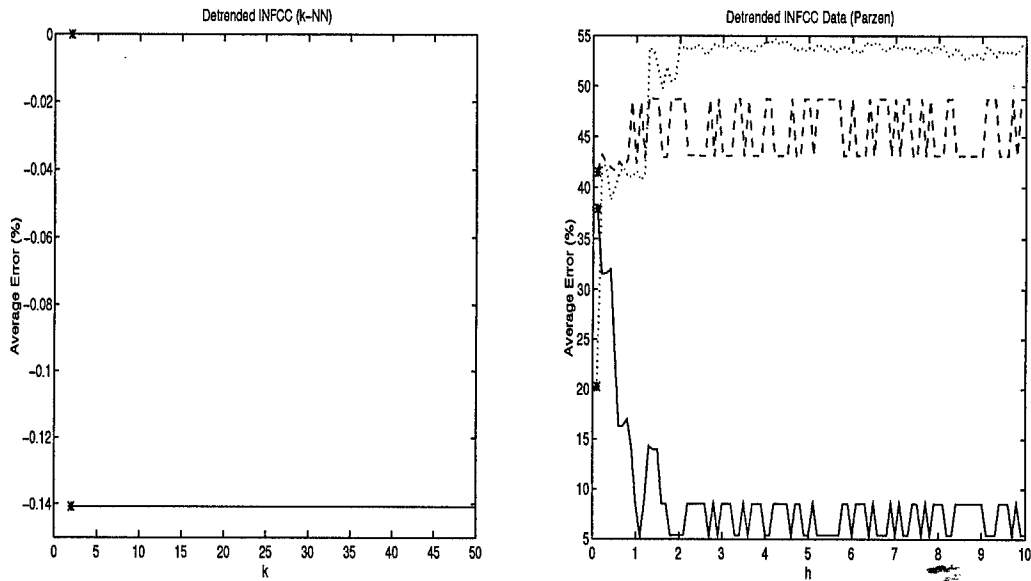 Detrended INFCC (k-NN)
0
-0.02
-0.04
-0.06
-0.08
-0.1
-0.12
-0.14
Average Error (%)
0 5 10 15 20 25 30 35 40 45 50
k
Detrended INFCC Data (Parzen)
55
50
45
40
35
30
25
20
15
10
5
Average Error (%)
0 1 2 3 4 5 6 7 8 9 10
h